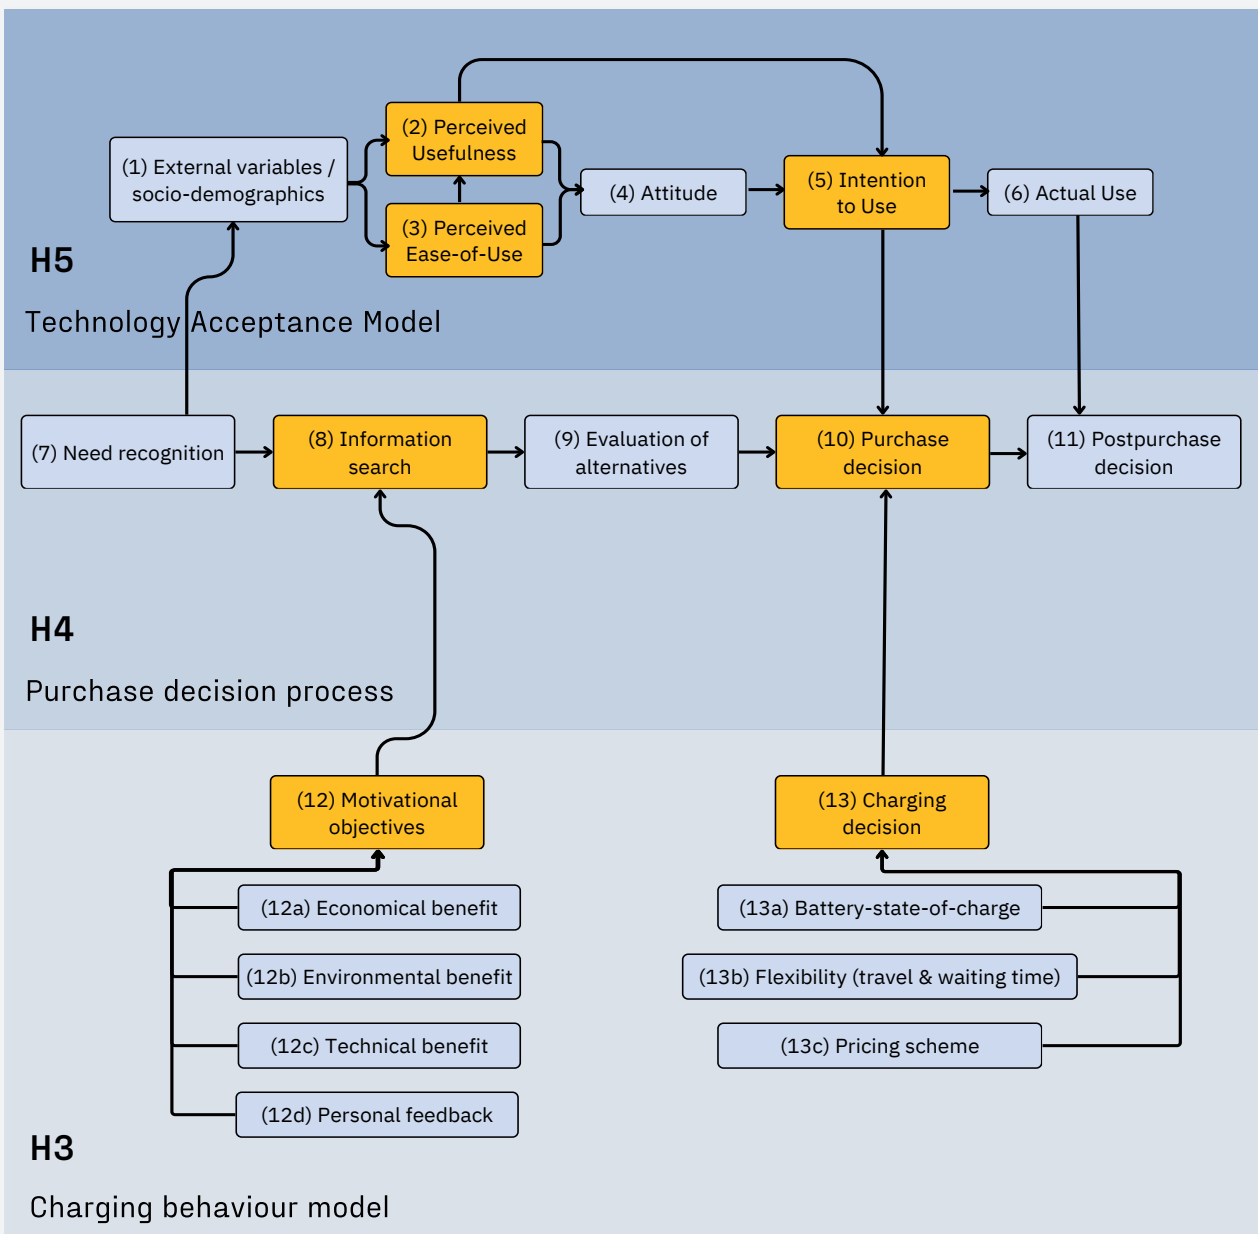 (1) External variables /
socio-demographics
(2) Perceived
Usefulness
(3) Perceived
Ease-of-Use
(4) Attitude
(5) Intention
to Use
(6) Actual Use
H5
Technology Acceptance Model
(7) Need recognition
(8) Information
search
(9) Evaluation of
alternatives
(10) Purchase
decision
(11) Postpurchase
decision
H4
Purchase decision process
(12) Motivational
objectives
(12a) Economical benefit
(12b) Environmental benefit
(12c) Technical benefit
(12d) Personal feedback
(13) Charging
decision
(13a) Battery-state-of-charge
(13b) Flexibility (travel & waiting time)
(13c) Pricing scheme
H3
Charging behaviour model